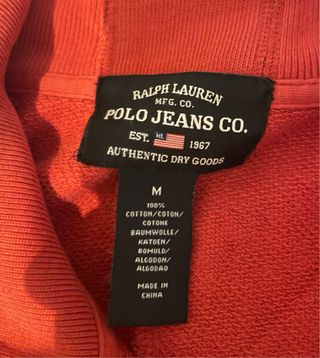 RALPH LAUREN
MFG. CO.
POLO JEANS CO.
EST. RL 1967
AUTHENTIC DRY GOODS
M
100%
COTTON/COTON/
COTONE
BAUMWOLLE/
KATOEN/
BOMULD/
ALGODON/
ALGODAO
MADE IN
CHINA